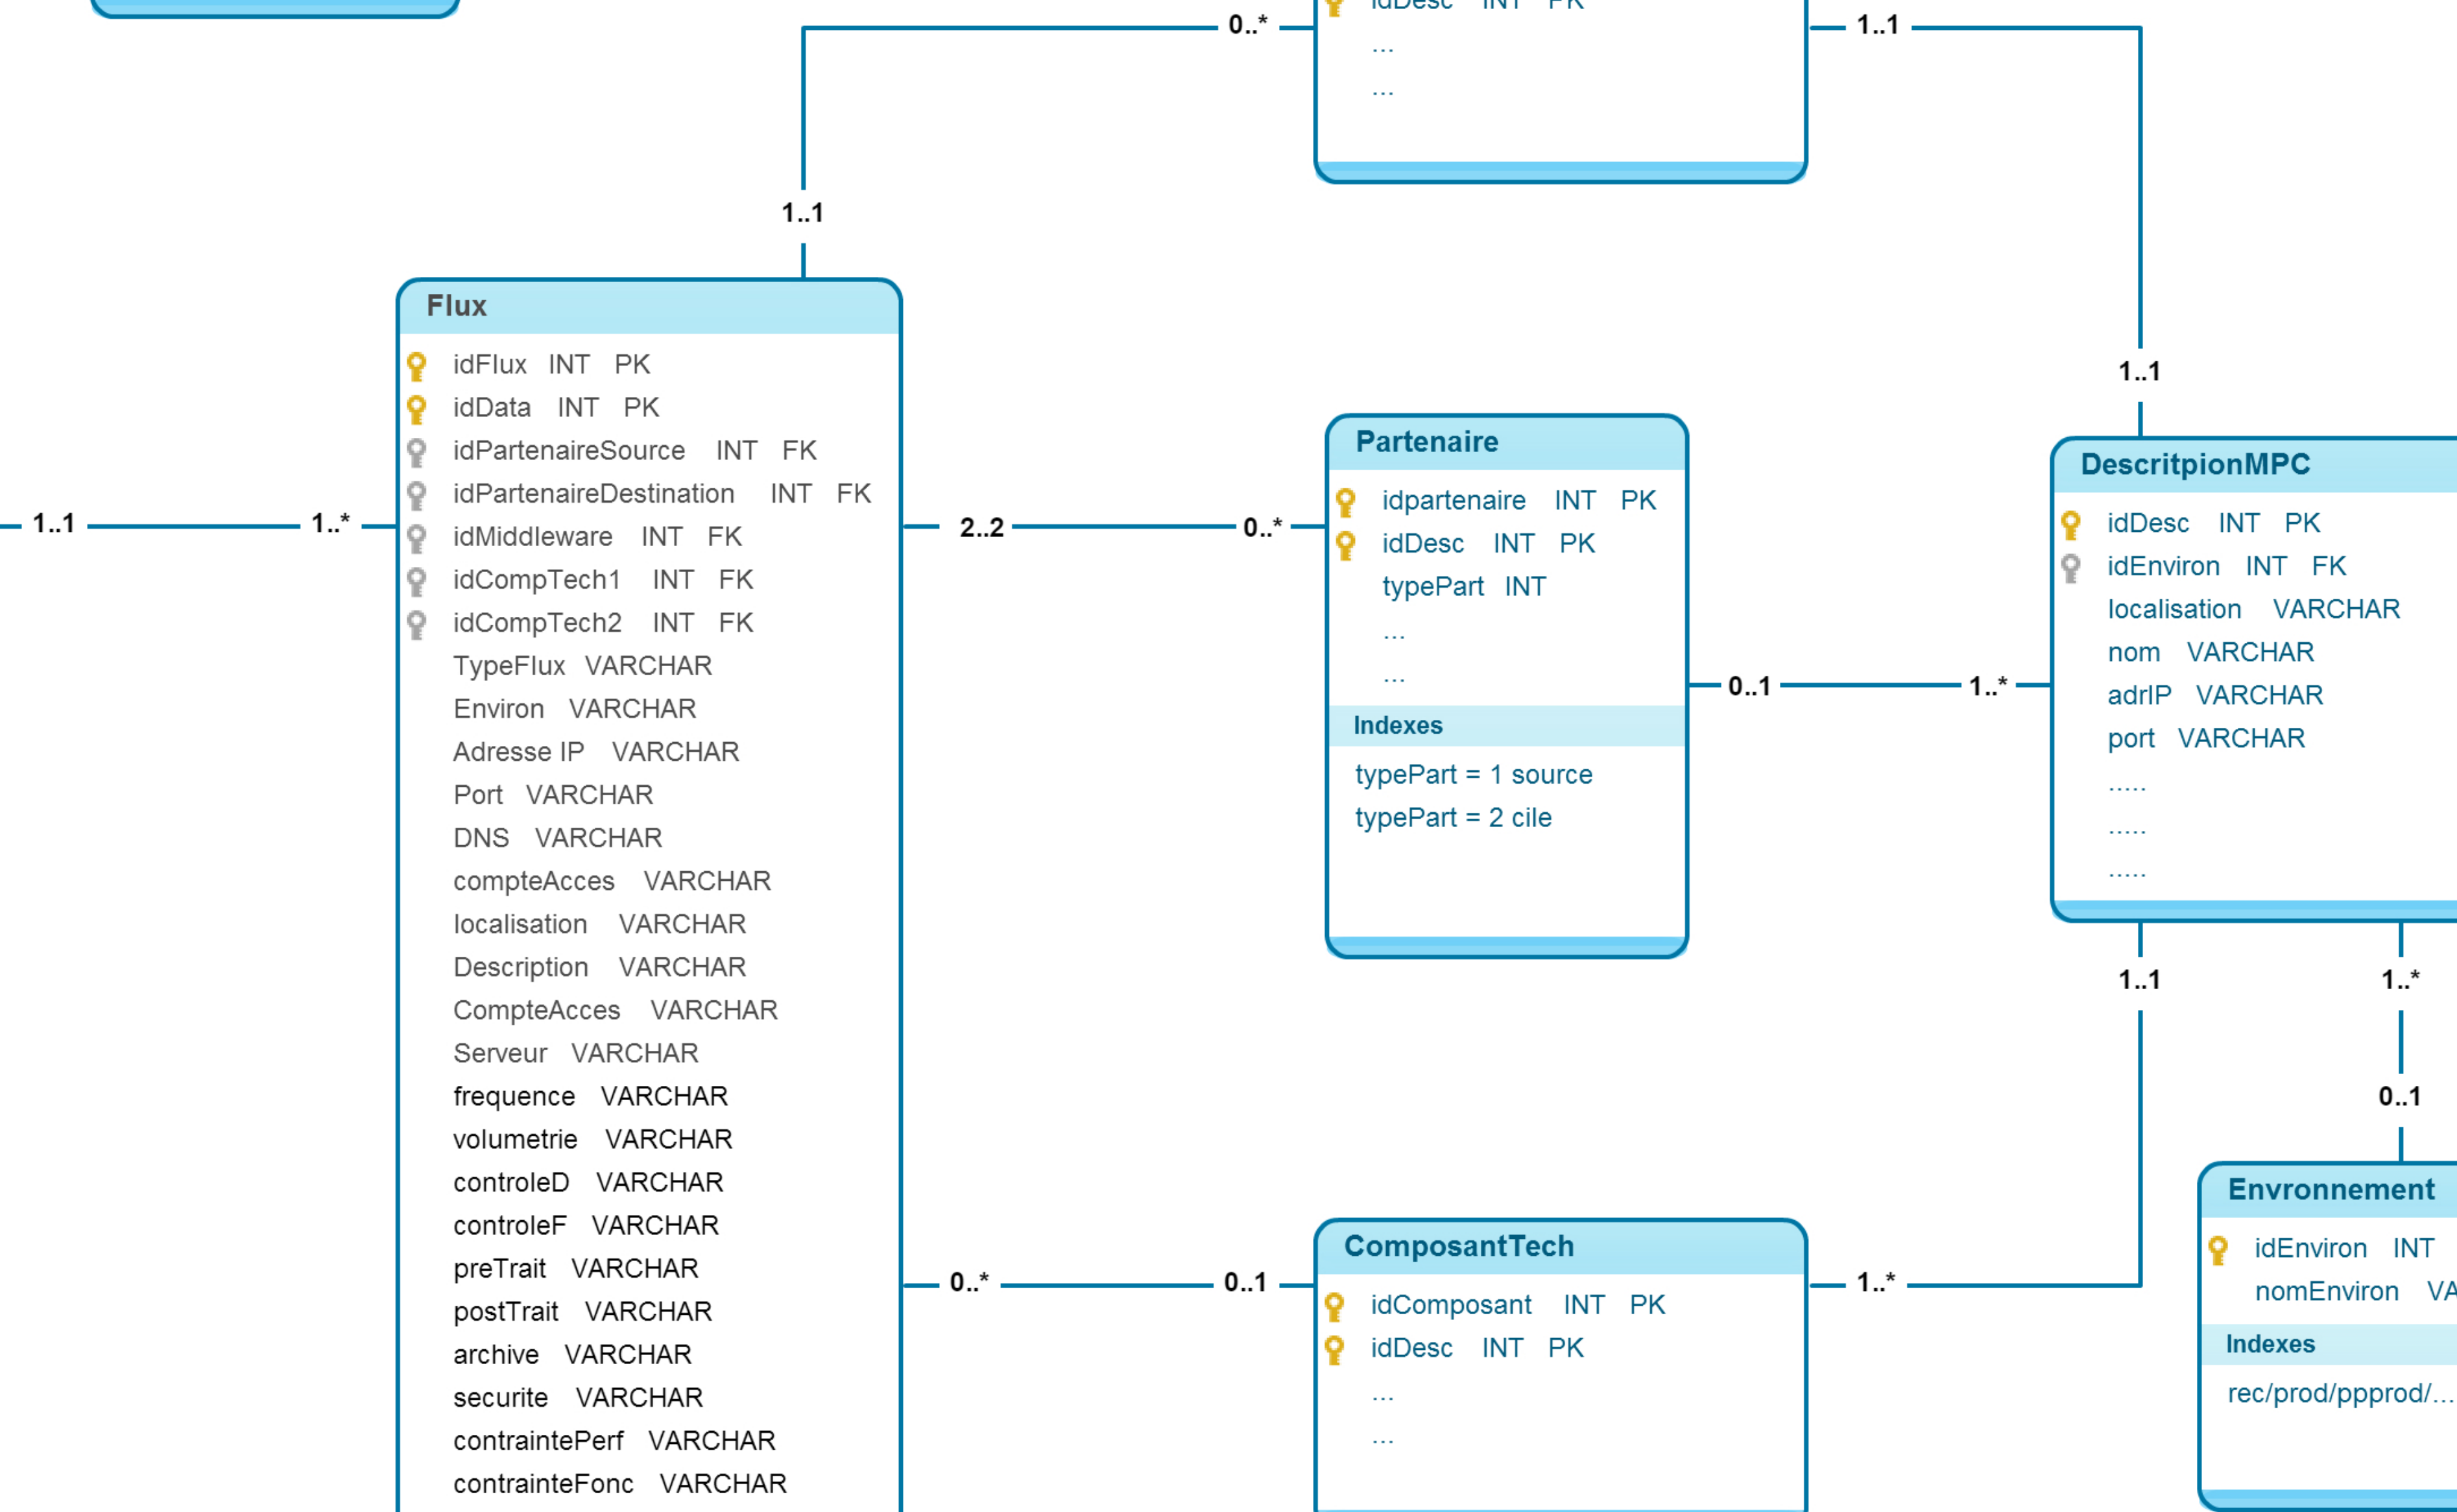 idDesc INT FK
...
...
0..*
1..1
1..1
1..1
Flux
idFlux INT PK
idData INT PK
idPartenaireSource INT FK
idPartenaireDestination INT FK
idMiddleware INT FK
idCompTech1 INT FK
idCompTech2 INT FK
TypeFlux VARCHAR
Environ VARCHAR
Adresse IP VARCHAR
Port VARCHAR
DNS VARCHAR
compteAcces VARCHAR
localisation VARCHAR
Description VARCHAR
CompteAcces VARCHAR
Serveur VARCHAR
frequence VARCHAR
volumetrie VARCHAR
controleD VARCHAR
controleF VARCHAR
preTrait VARCHAR
postTrait VARCHAR
archive VARCHAR
securite VARCHAR
contraintePerf VARCHAR
contrainteFonc VARCHAR
1..1
1..*
2..2
0..*
Partenaire
idpartenaire INT PK
idDesc INT PK
typePart INT
...
...
Indexes
typePart = 1 source
typePart = 2 cile
0..1
1..*
DescritpionMPC
idDesc INT PK
idEnviron INT FK
localisation VARCHAR
nom VARCHAR
adrIP VARCHAR
port VARCHAR
.....
.....
.....
1..1
1..*
0..1
0..*
0..1
ComposantTech
idComposant INT PK
idDesc INT PK
...
...
1..*
Envronnement
idEnviron INT
nomEnviron VA
Indexes
rec/prod/ppprod/...